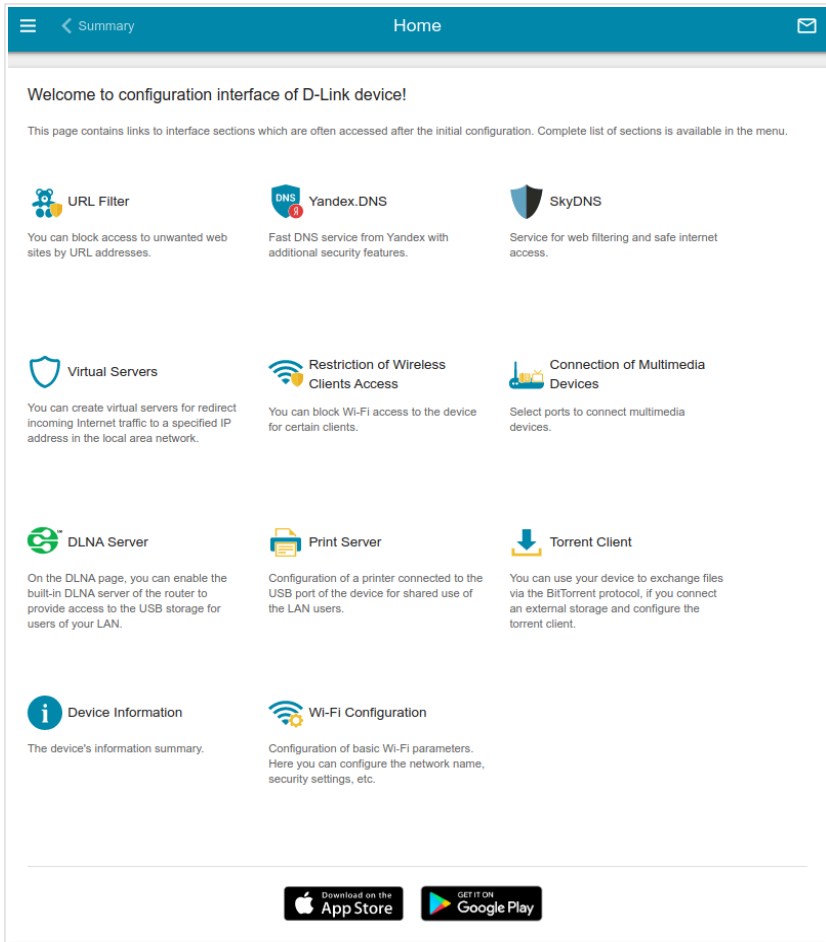 Summary
Home
Welcome to configuration interface of D-Link device!
This page contains links to interface sections which are often accessed after the initial configuration. Complete list of sections is available in the menu.
URL Filter
You can block access to unwanted web
sites by URL addresses.
DNS
Я
Yandex.DNS
Fast DNS service from Yandex with
additional security features.
SkyDNS
Service for web filtering and safe internet
access.
Virtual Servers
You can create virtual servers for redirect
incoming Internet traffic to a specified IP
address in the local area network.
Restriction of Wireless
Clients Access
You can block Wi-Fi access to the device
for certain clients.
Connection of Multimedia
Devices
Select ports to connect multimedia
devices.
DLNA Server
On the DLNA page, you can enable the
built-in DLNA server of the router to
provide access to the USB storage for
users of your LAN.
Print Server
Configuration of a printer connected to the
USB port of the device for shared use of
the LAN users.
Torrent Client
You can use your device to exchange files
via the BitTorrent protocol, if you connect
an external storage and configure the
torrent client.
i
Device Information
The device's information summary.
Wi-Fi Configuration
Configuration of basic Wi-Fi parameters.
Here you can configure the network name,
security settings, etc.
Download on the
App Store
GET IT ON
Google Play